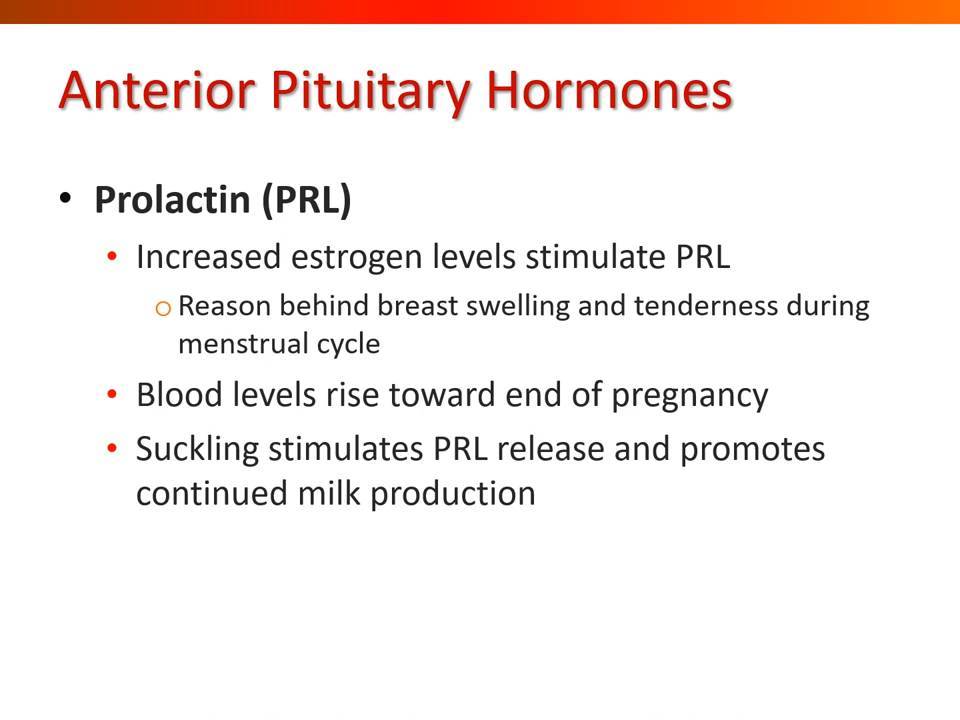 Anterior Pituitary Hormones
• Prolactin (PRL)
• Increased estrogen levels stimulate PRL
o Reason behind breast swelling and tenderness during
menstrual cycle
• Blood levels rise toward end of pregnancy
• Suckling stimulates PRL release and promotes
continued milk production